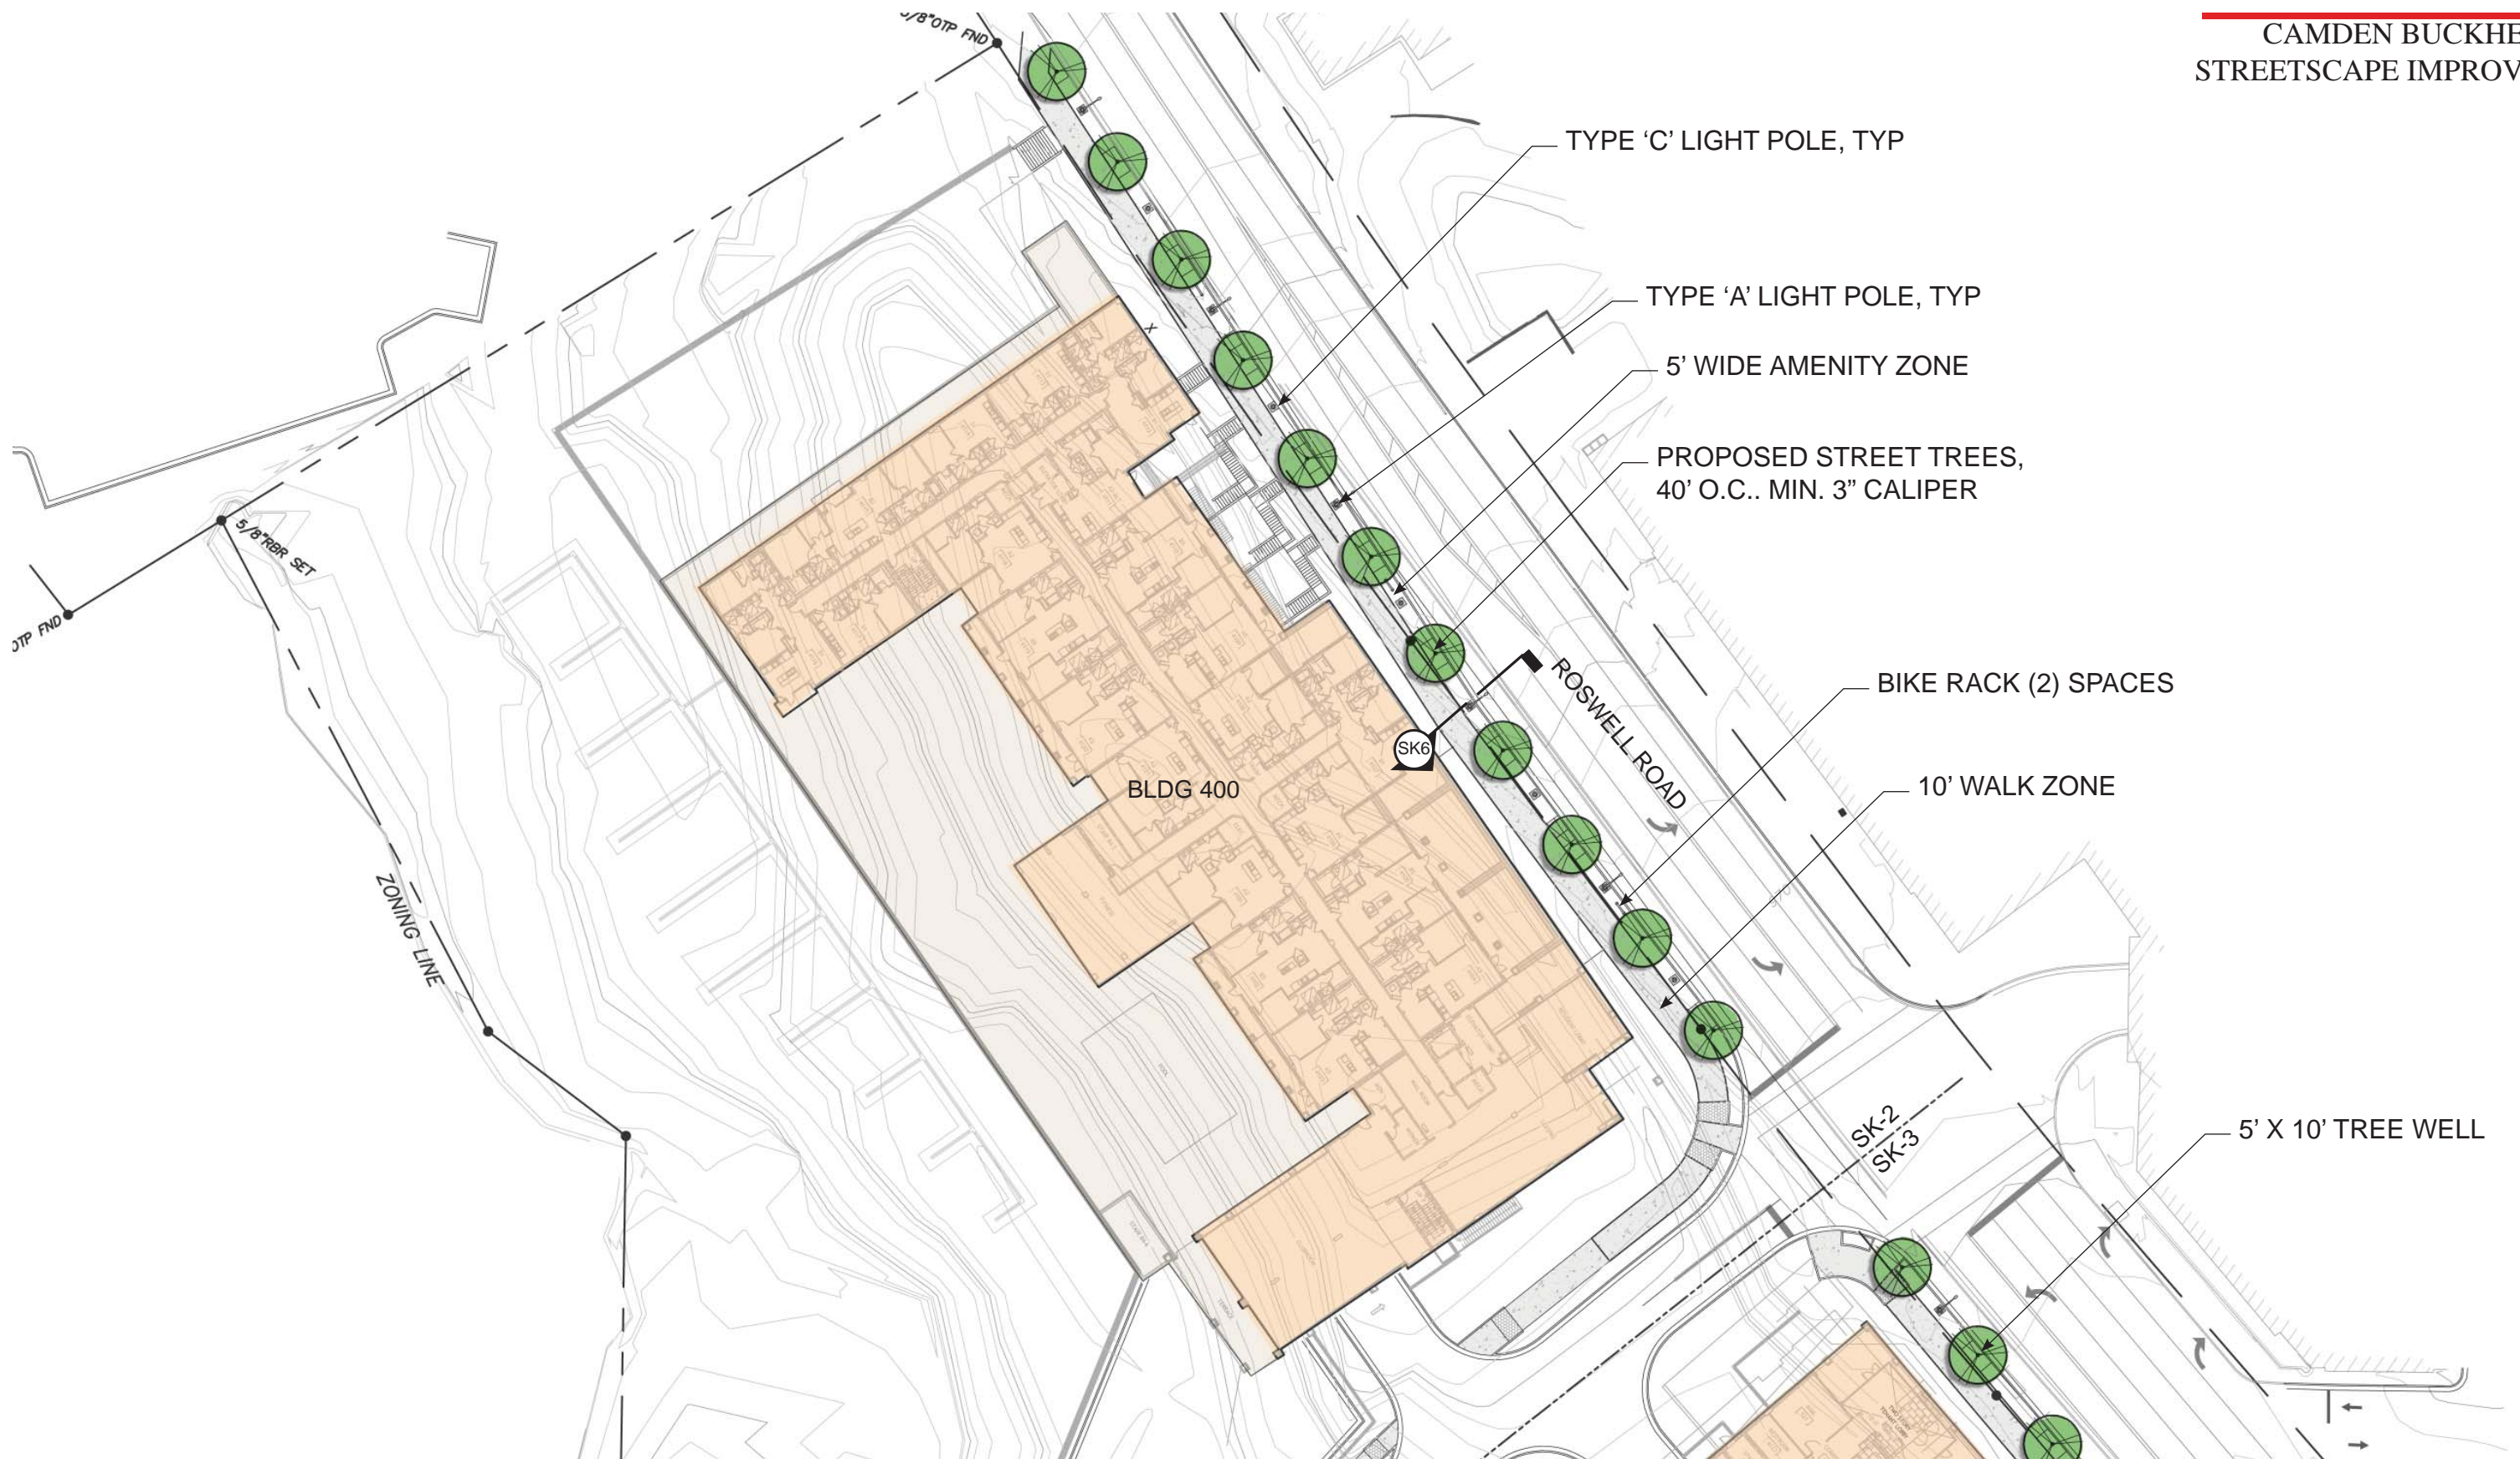 CAMDEN BUCKHE
STREETSCAPE IMPROV
5/8"OTP FND
TYPE ‘C’ LIGHT POLE, TYP
TYPE ‘A’ LIGHT POLE, TYP
5’ WIDE AMENITY ZONE
PROPOSED STREET TREES,
40’ O.C.. MIN. 3” CALIPER
X
5/8"RBR SET
OTP FND
BIKE RACK (2) SPACES
ROSWELL ROAD
SK6
10’ WALK ZONE
BLDG 400
ZONING LINE
POOL
SK-2
SK-3
5’ X 10’ TREE WELL
TERRACE